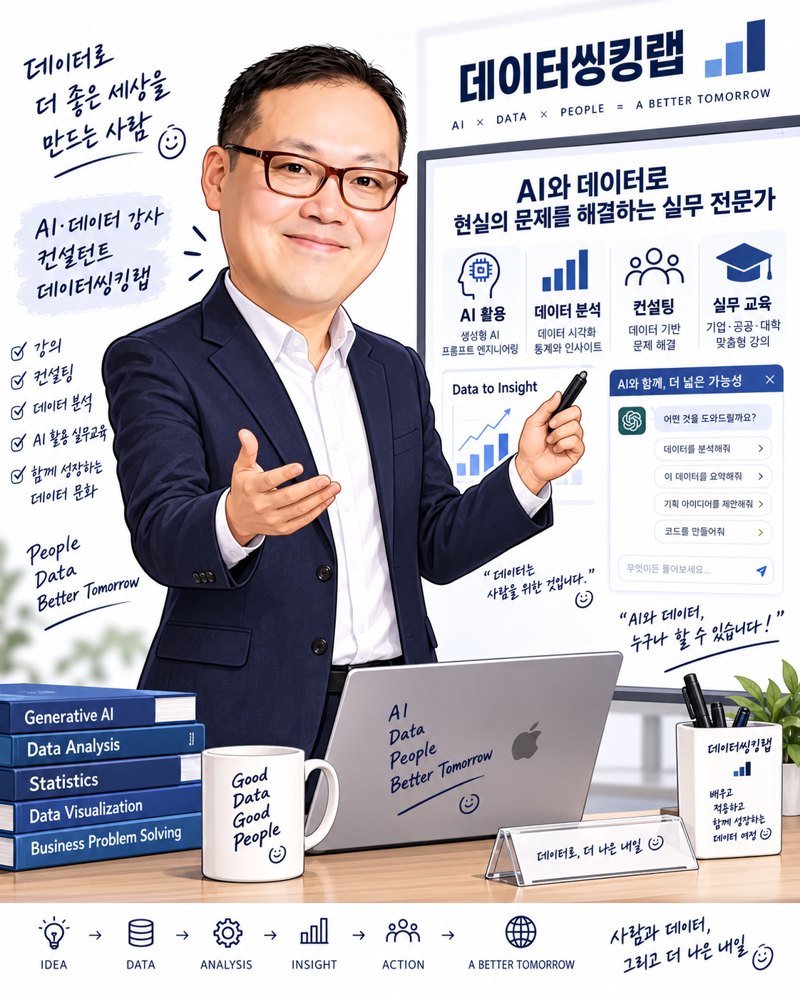 데이터로
더 좋은 세상을
만드는 사람
AI·데이터 강사
컨설턴트
데이터씽킹랩
강의
컨설팅
데이터 분석
AI 활용 실무교육
함께 성장하는
데이터 문화
People
Data
Better Tomorrow
데이터씽킹랩
AI × DATA × PEOPLE = A BETTER TOMORROW
AI와 데이터로
현실의 문제를 해결하는 실무 전문가
AI 활용
생성형 AI
프롬프트 엔지니어링
데이터 분석
데이터 시각화
통계와 인사이트
컨설팅
데이터 기반
문제 해결
실무 교육
기업·공공·대학
맞춤형 강의
Data to Insight
AI와 함께, 더 넓은 가능성
어떤 것을 도와드릴까요?
데이터를 분석해줘
이 데이터를 요약해줘
기획 아이디어를 제안해줘
코드를 만들어줘
무엇이든 물어보세요...
"데이터는
사람을 위한 것입니다."
"AI와 데이터,
누구나 할 수 있습니다!"
Generative AI
Data Analysis
Statistics
Data Visualization
Business Problem Solving
Good
Data
Good
People
AI
Data
People
Better Tomorrow
데이터로, 더 나은 내일
데이터씽킹랩
배우고
적용하고
함께 성장하는
데이터 여정
IDEA
DATA
ANALYSIS
INSIGHT
ACTION
A BETTER TOMORROW
사람과 데이터,
그리고 더 나은 내일